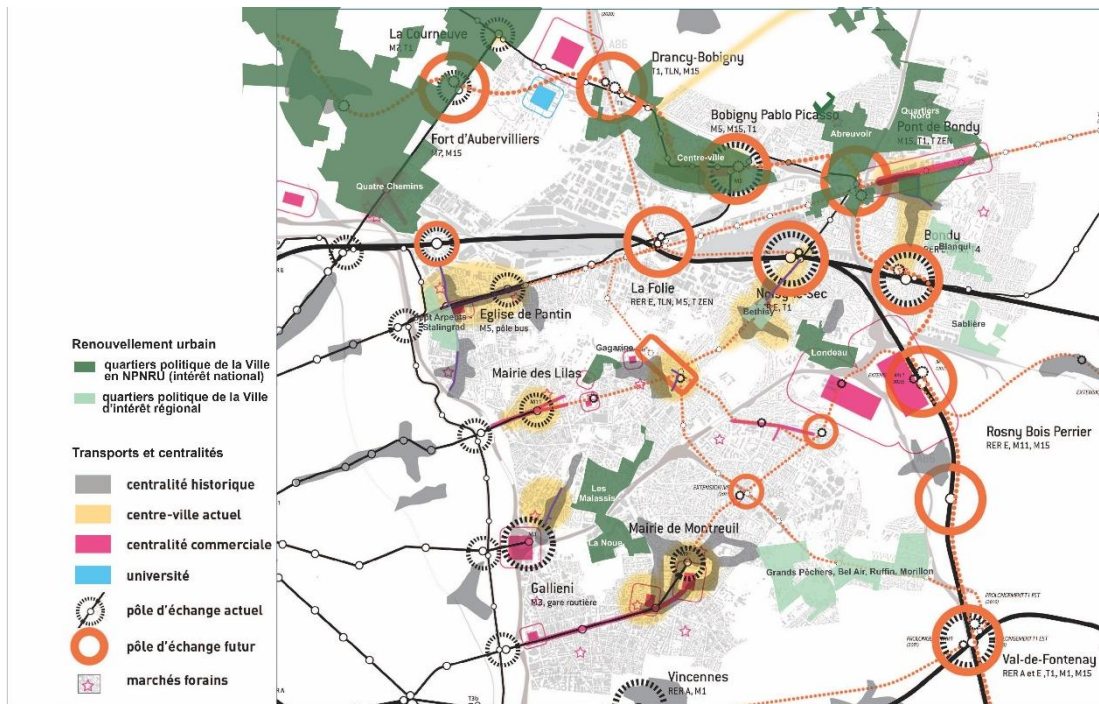 Renouvellement urbain
quartiers politique de la Ville
en NPNRU (intérêt national)
quartiers politique de la Ville
d'intérêt régional
Transports et centralités
centralité historique
centre-ville actuel
centralité commerciale
université
pôle d'échange actuel
pôle d'échange futur
marchés forains
La Courneuve
M7, T1
A86
Drancy-Bobigny
T1, TLN, M15
Fort d'Aubervilliers
M7, M15
Bobigny Pablo Picasso
M5, M15, T1
Centre-ville
Abreuvoir
Quartiers
Nord
Pont de Bondy
M15, T1, T ZEN
Quatre Chemins
Bondy
Blanqui
La Folie
RER E, TLN, M5, T ZEN
Noisy-le-Sec
RER E, T1
Bethisy
Sablière
Eglise de Pantin
M5, pôle bus
Sept Arpents
Stalingrad
Gagarine
Londeau
Mairie des Lilas
M11
Rosny Bois Perrier
RER E, M11, M15
Les
Malassis
La Noue
Mairie de Montreuil
Grands Pêchers, Bel Air, Ruffin, Morillon
Gallieni
M3, gare routière
Val-de-Fontenay
RER A et E ,T1, M1, M15
Vincennes
RER A, M1
T3b